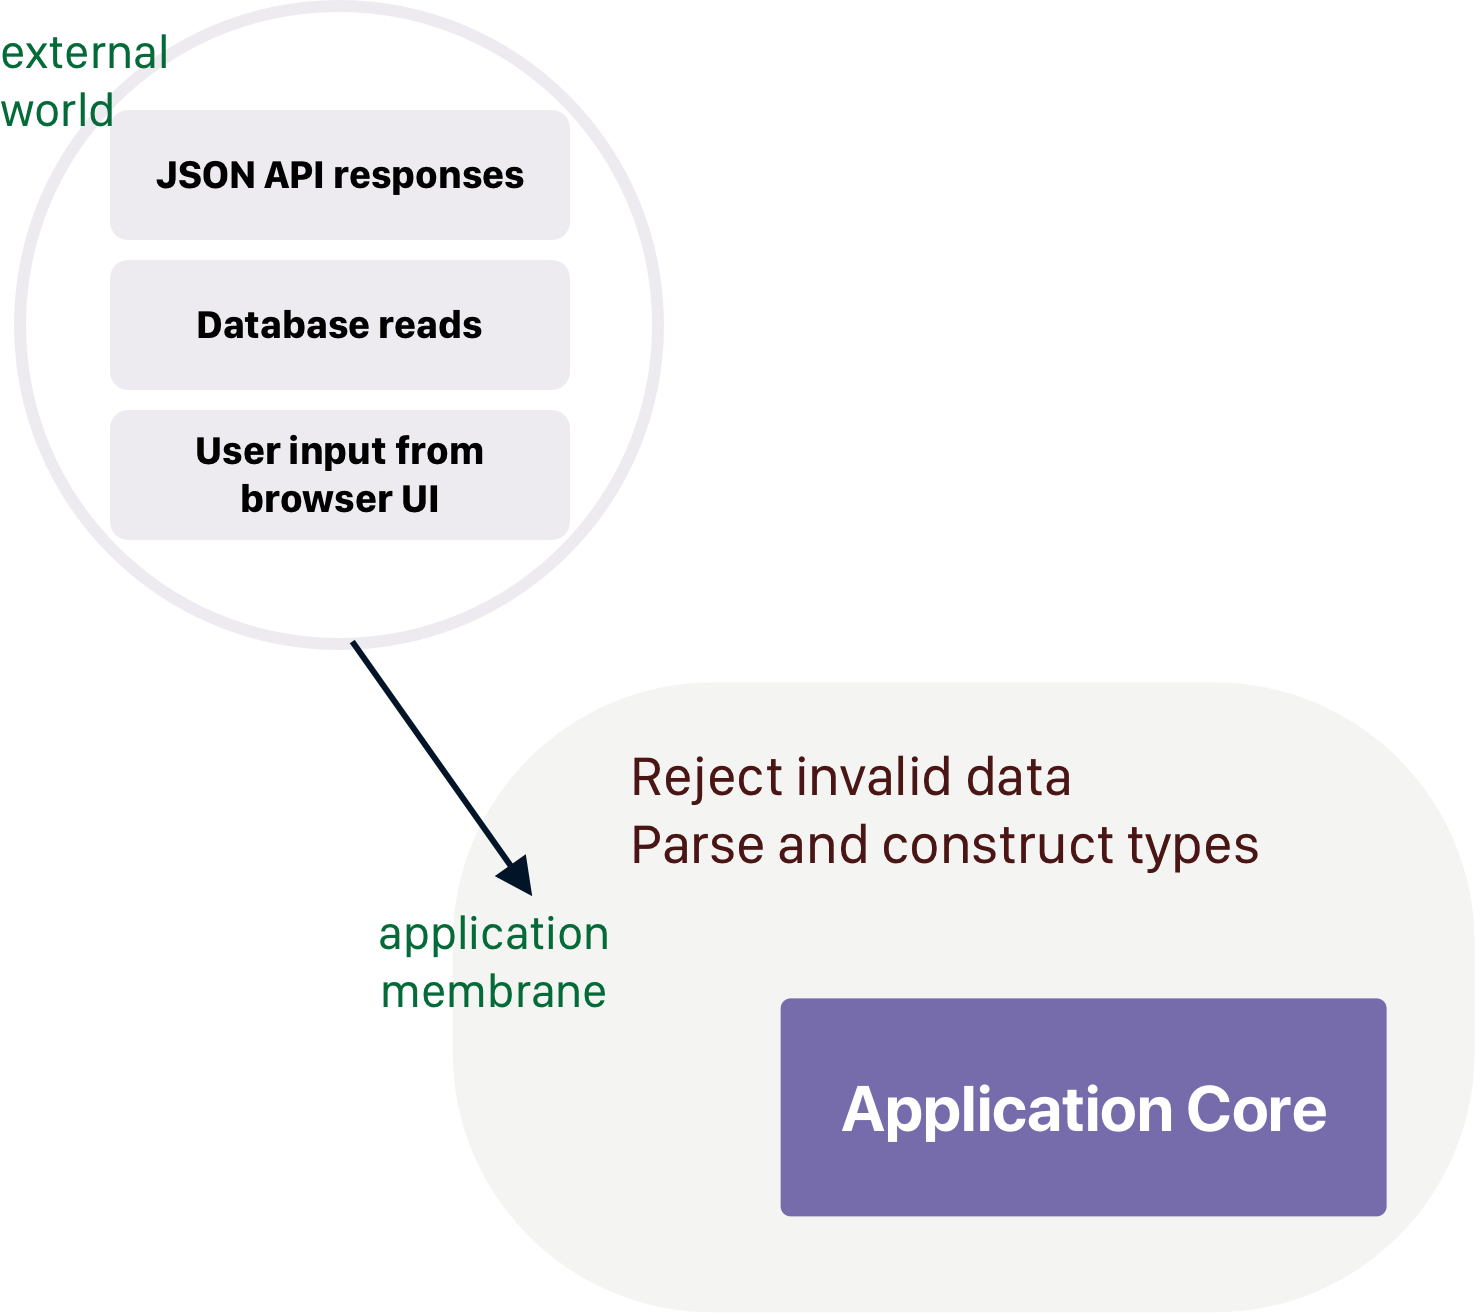 external
world
JSON API responses
Database reads
User input from
browser UI
Reject invalid data
Parse and construct types
application
membrane
Application Core